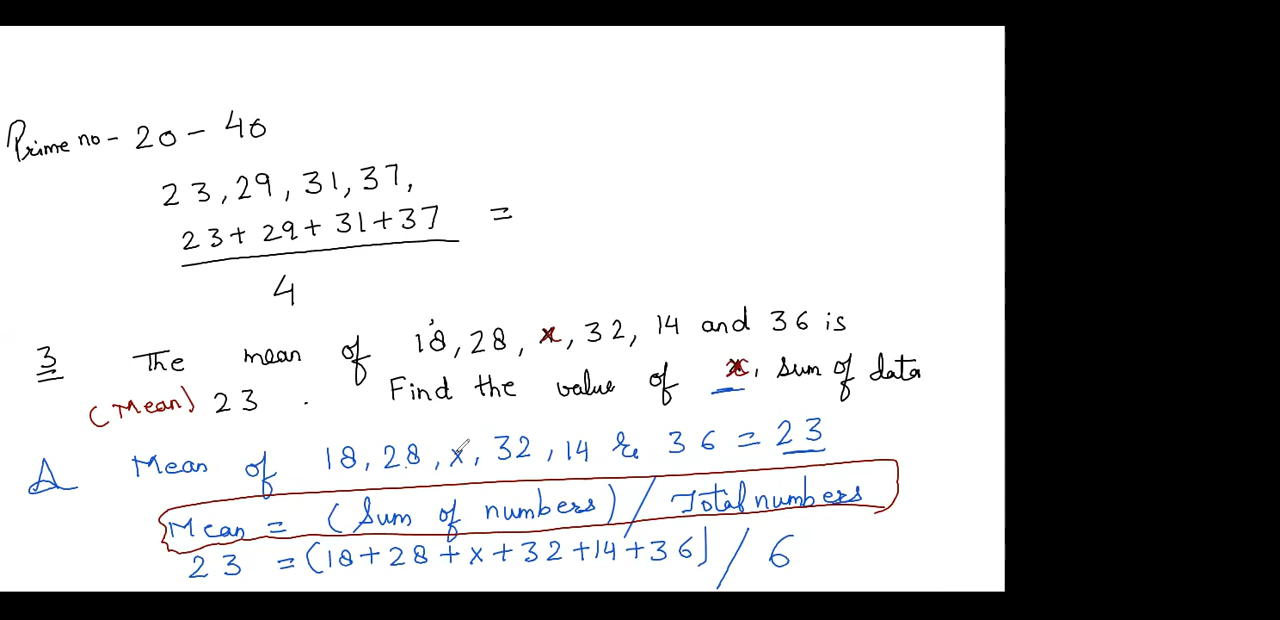 Prime no - 20 - 40
23, 29, 31, 37,
23 + 29 + 31 + 37 =
4
3 The mean of 18, 28, x, 32, 14 and 36 is
(Mean) 23 . Find the value of x, sum of data
A Mean of 18, 28, x, 32, 14 & 36 = 23
Mean = (Sum of numbers) / Total numbers
23 = (18+28+x+32+14+36) / 6